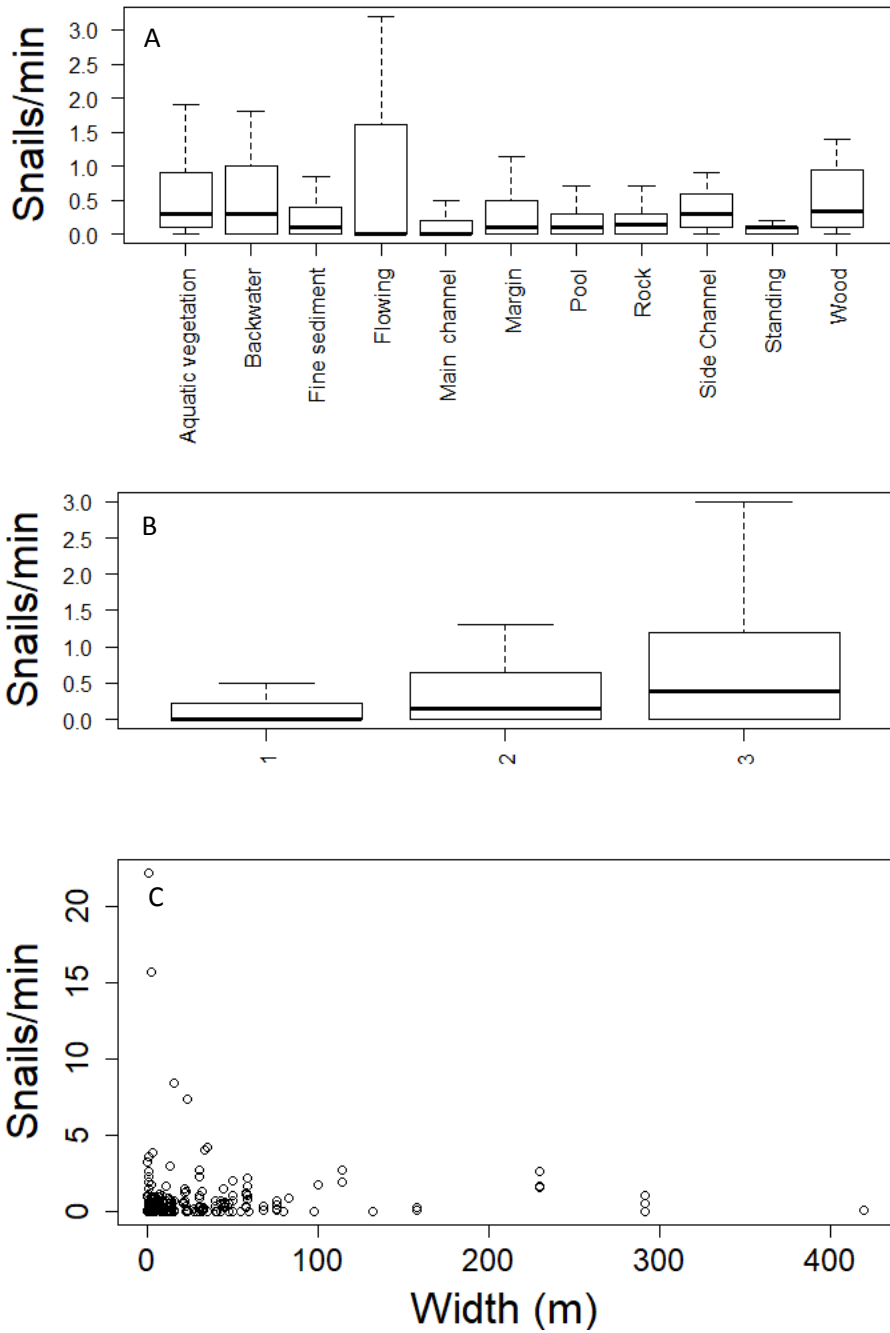 A
Snails/min
3.0
2.5
2.0
1.5
1.0
0.5
0.0
Aquatic vegetation
Backwater
Fine sediment
Flowing
Main channel
Margin
Pool
Rock
Side Channel
Standing
Wood
B
Snails/min
3.0
2.5
2.0
1.5
1.0
0.5
0.0
1
2
3
C
Snails/min
20
15
10
5
0
0 100 200 300 400
Width (m)